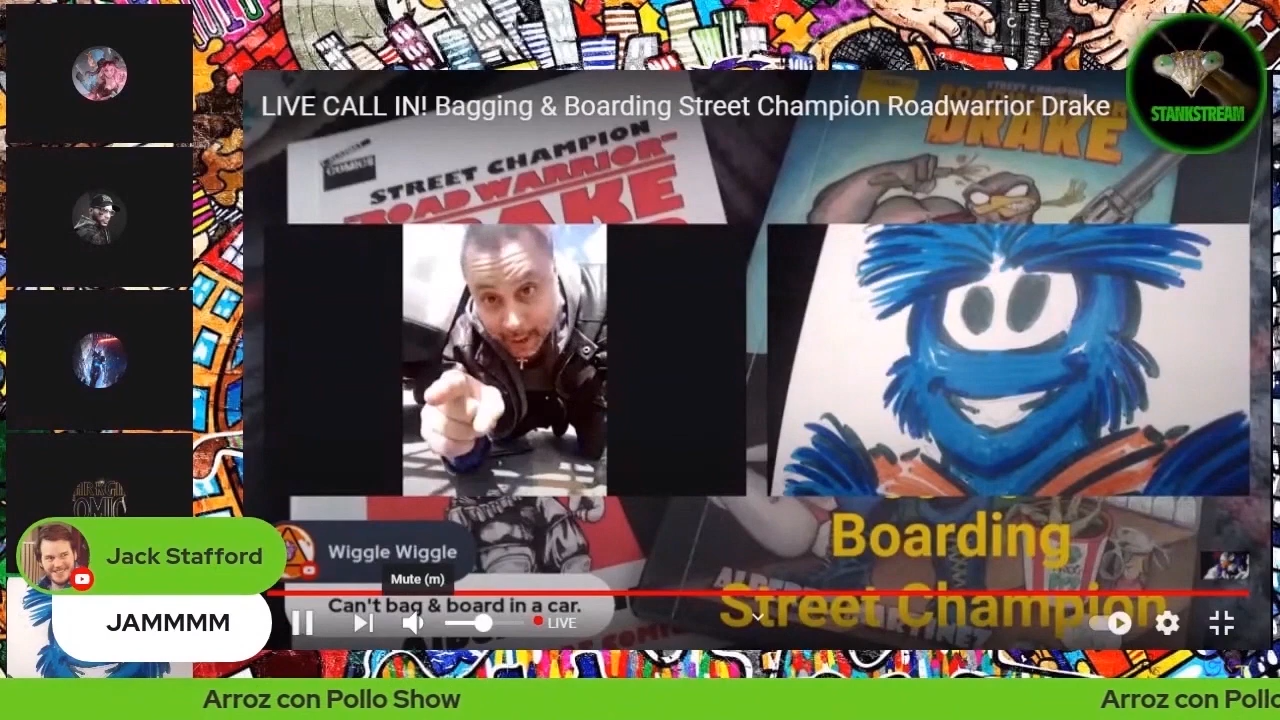 LIVE CALL IN! Bagging & Boarding Street Champion Roadwarrior Drake
STANKSTREAM
STREET CHAMPION
ROAD WARRIOR
DRAKE
DRAKE
Boarding
Street Champion
Jack Stafford
JAMMMM
Wiggle Wiggle
Mute (m)
Can't bag & board in a car.
LIVE
Arroz con Pollo Show
Arroz con Pollo